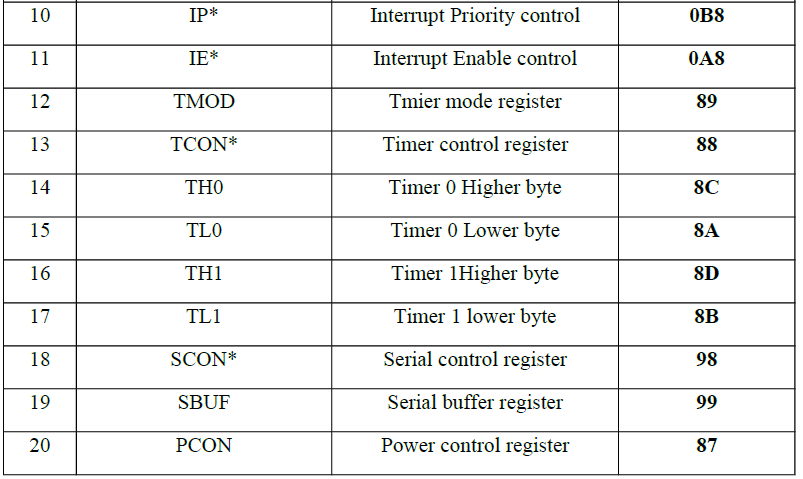 10 IP* Interrupt Priority control 0B8
11 IE* Interrupt Enable control 0A8
12 TMOD Tmier mode register 89
13 TCON* Timer control register 88
14 TH0 Timer 0 Higher byte 8C
15 TL0 Timer 0 Lower byte 8A
16 TH1 Timer 1Higher byte 8D
17 TL1 Timer 1 lower byte 8B
18 SCON* Serial control register 98
19 SBUF Serial buffer register 99
20 PCON Power control register 87